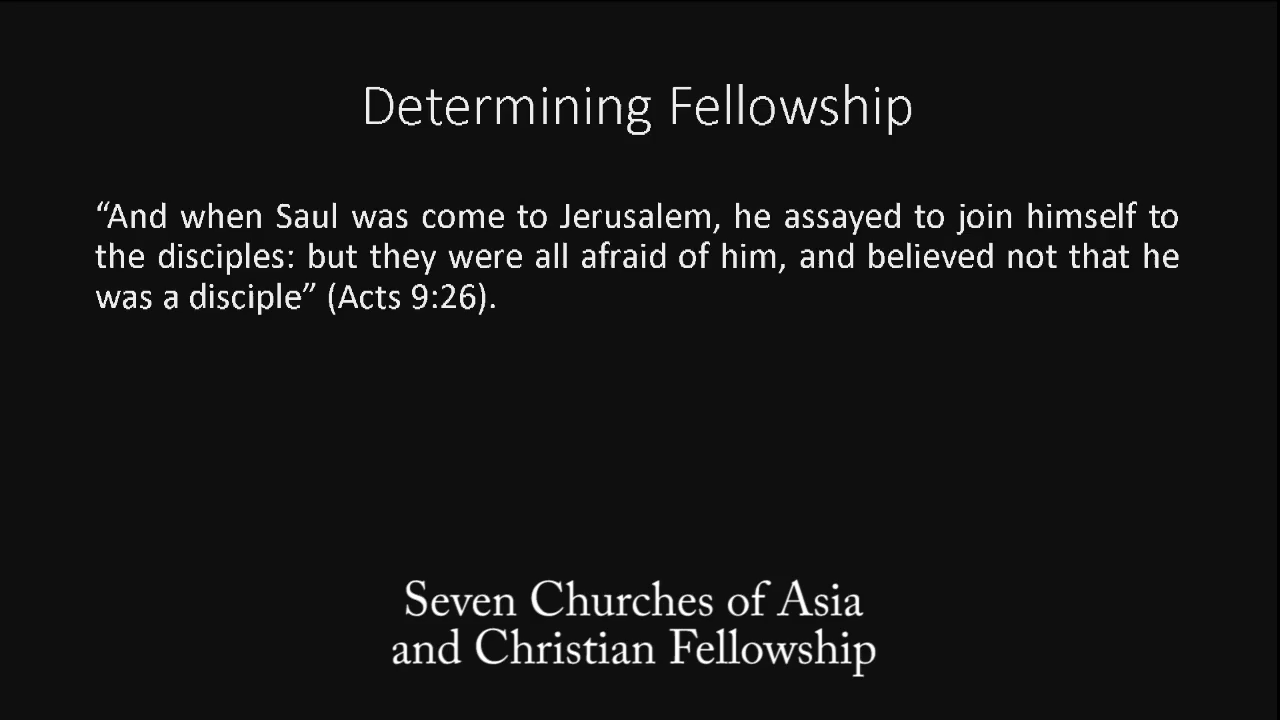 Determining Fellowship
“And when Saul was come to Jerusalem, he assayed to join himself to
the disciples: but they were all afraid of him, and believed not that he
was a disciple” (Acts 9:26).
Seven Churches of Asia
and Christian Fellowship